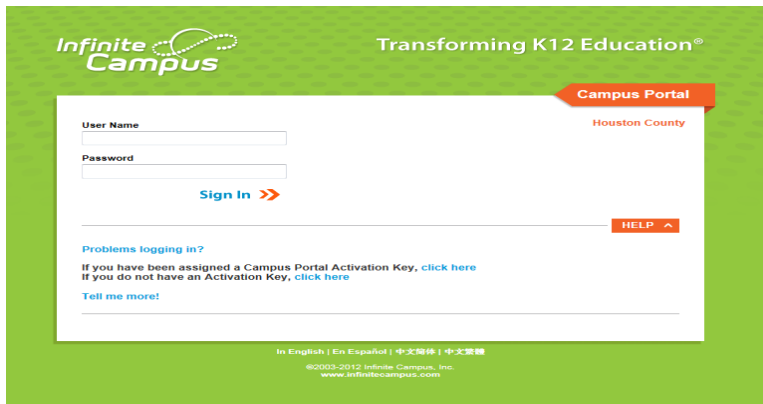 Infinite
Campus
Transforming K12 Education®
Campus Portal
Houston County
User Name
Password
Sign In
HELP
Problems logging in?
If you have been assigned a Campus Portal Activation Key, click here
If you do not have an Activation Key, click here
Tell me more!
In English | En Español | 中文简体 | 中文繁體
©2003-2012 Infinite Campus, Inc.
www.infinitecampus.com